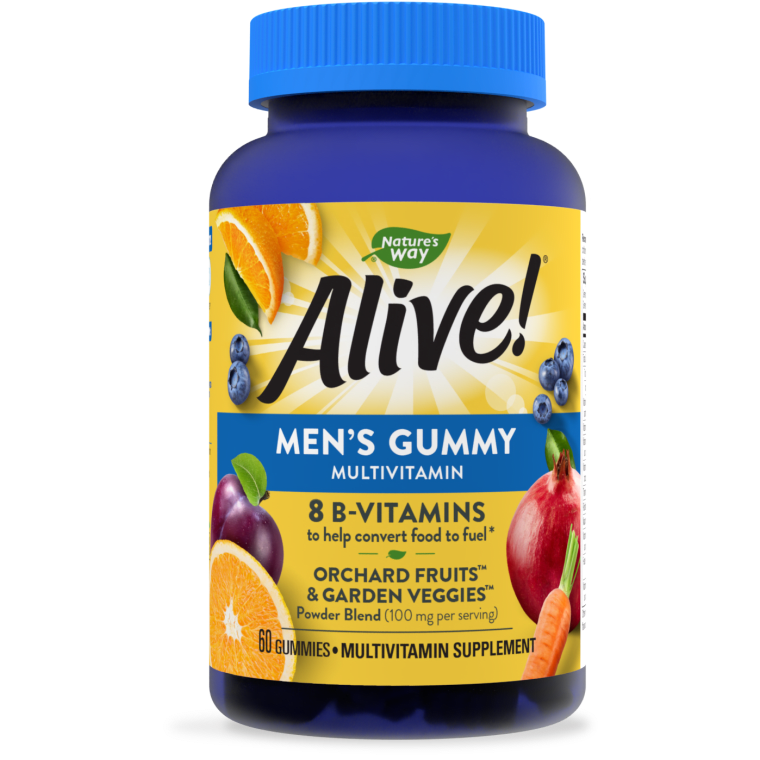 Nature's
Way
Alive!®
MEN'S GUMMY
MULTIVITAMIN
8 B-VITAMINS
to help convert food to fuel*
ORCHARD FRUITS™
& GARDEN VEGGIES™
Powder Blend (100 mg per serving)
60 GUMMIES • MULTIVITAMIN SUPPLEMENT